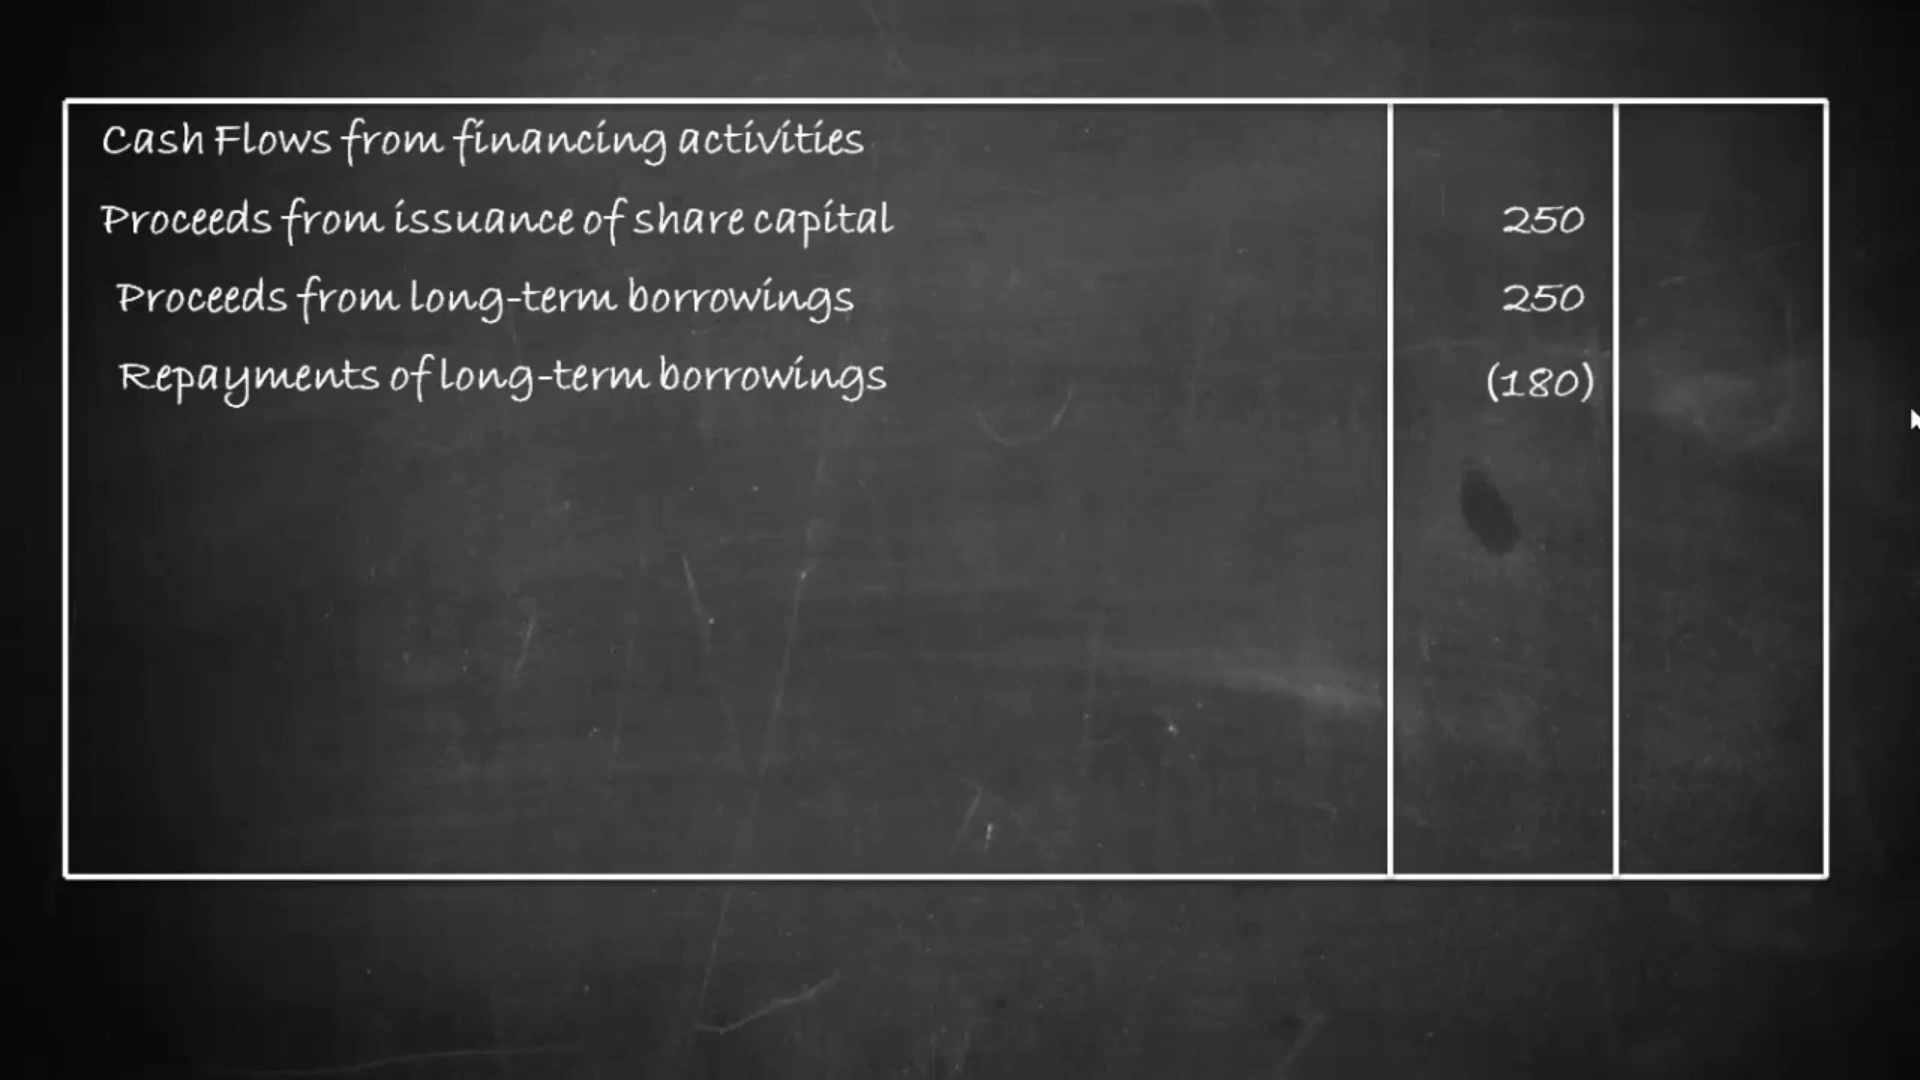 Cash Flows from financing activities
Proceeds from issuance of share capital 250
Proceeds from long-term borrowings 250
Repayments of long-term borrowings (180)